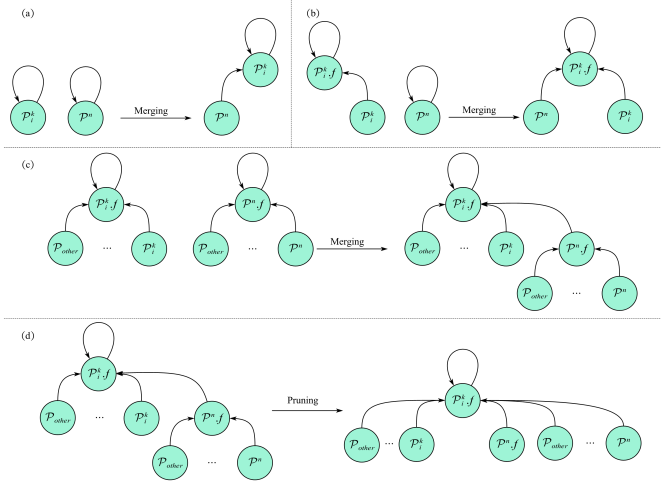 (a)
𝒫ᵢᵏ
𝒫ⁿ
Merging
𝒫ᵢᵏ
𝒫ⁿ
(b)
𝒫ᵢᵏ.f
𝒫ᵢᵏ
𝒫ⁿ
Merging
𝒫ᵢᵏ.f
𝒫ⁿ
𝒫ᵢᵏ
(c)
𝒫ᵢᵏ.f
𝒫other ... 𝒫ᵢᵏ
𝒫ⁿ.f
𝒫other ... 𝒫ⁿ
Merging
𝒫ᵢᵏ.f
𝒫other ... 𝒫ᵢᵏ
𝒫ⁿ.f
𝒫other ... 𝒫ⁿ
(d)
𝒫ᵢᵏ.f
𝒫other ... 𝒫ᵢᵏ
𝒫ⁿ.f
𝒫other ... 𝒫ⁿ
Pruning
𝒫ᵢᵏ.f
𝒫other ... 𝒫ᵢᵏ 𝒫ⁿ.f 𝒫other ... 𝒫ⁿ